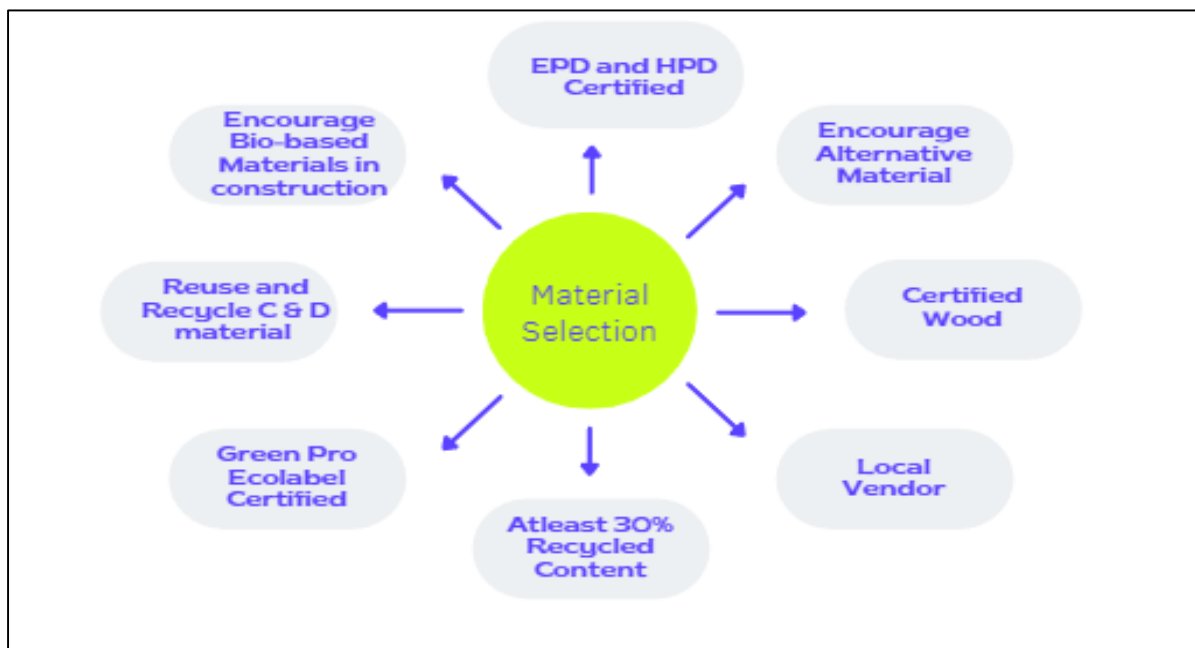 EPD and HPD
Certified
Encourage
Alternative
Material
Certified
Wood
Local
Vendor
Atleast 30%
Recycled
Content
Green Pro
Ecolabel
Certified
Reuse and
Recycle C & D
material
Encourage
Bio-based
Materials in
construction
Material
Selection